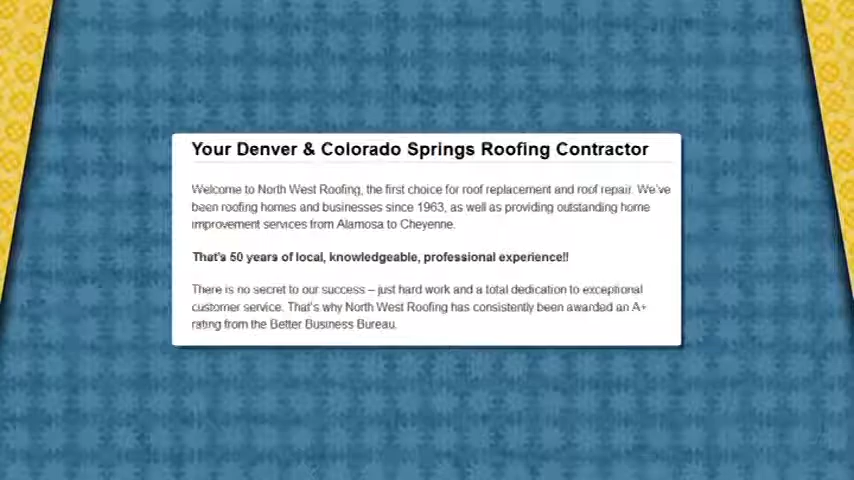 Your Denver & Colorado Springs Roofing Contractor
Welcome to North West Roofing, the first choice for roof replacement and roof repair. We've
been roofing homes and businesses since 1963, as well as providing outstanding home
improvement services from Alamosa to Cheyenne.
That's 50 years of local, knowledgeable, professional experience!!
There is no secret to our success – just hard work and a total dedication to exceptional
customer service. That's why North West Roofing has consistently been awarded an A+
rating from the Better Business Bureau.